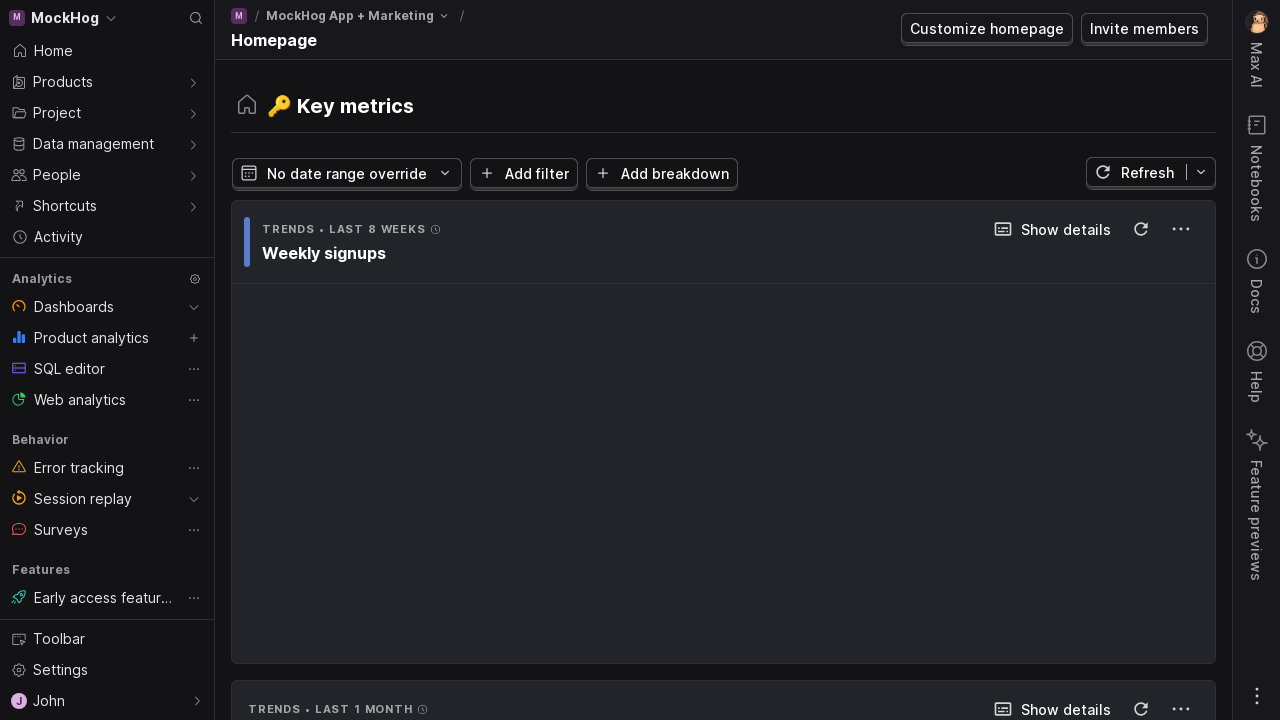 M MockHog
Home
Products
Project
Data management
People
Shortcuts
Activity
Analytics
Dashboards
Product analytics
SQL editor
Web analytics
Behavior
Error tracking
Session replay
Surveys
Features
Early access featur...
Toolbar
Settings
J John
M / MockHog App + Marketing /
Homepage
Customize homepage
Invite members
🔑 Key metrics
No date range override
Add filter
Add breakdown
Refresh
TRENDS • LAST 8 WEEKS
Show details
Weekly signups
TRENDS • LAST 1 MONTH
Show details
Max AI
Notebooks
Docs
Help
Feature previews